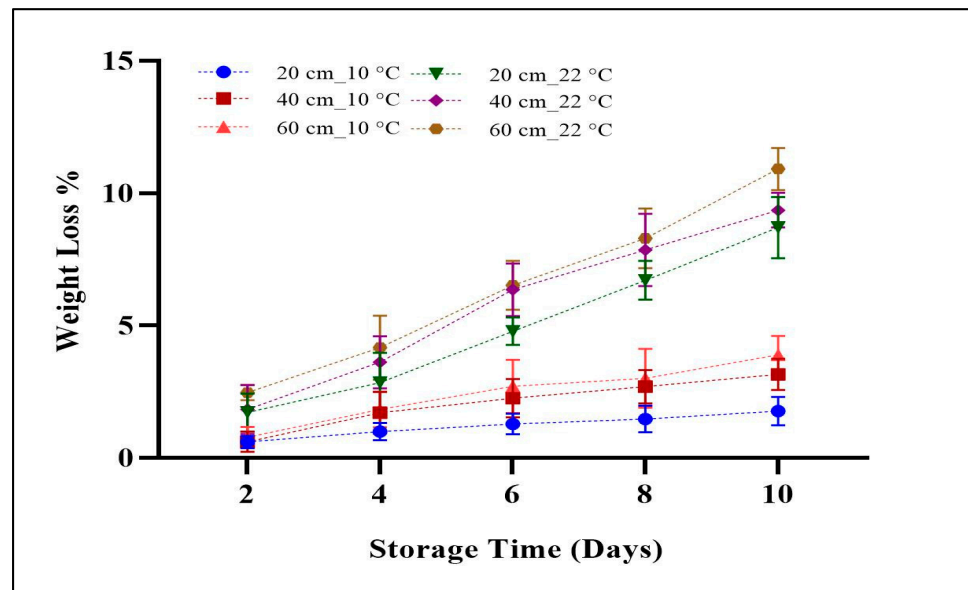 15
20 cm_10 °C
20 cm_22 °C
40 cm_10 °C
40 cm_22 °C
60 cm_10 °C
60 cm_22 °C
10
5
0
Weight Loss %
2 4 6 8 10
Storage Time (Days)